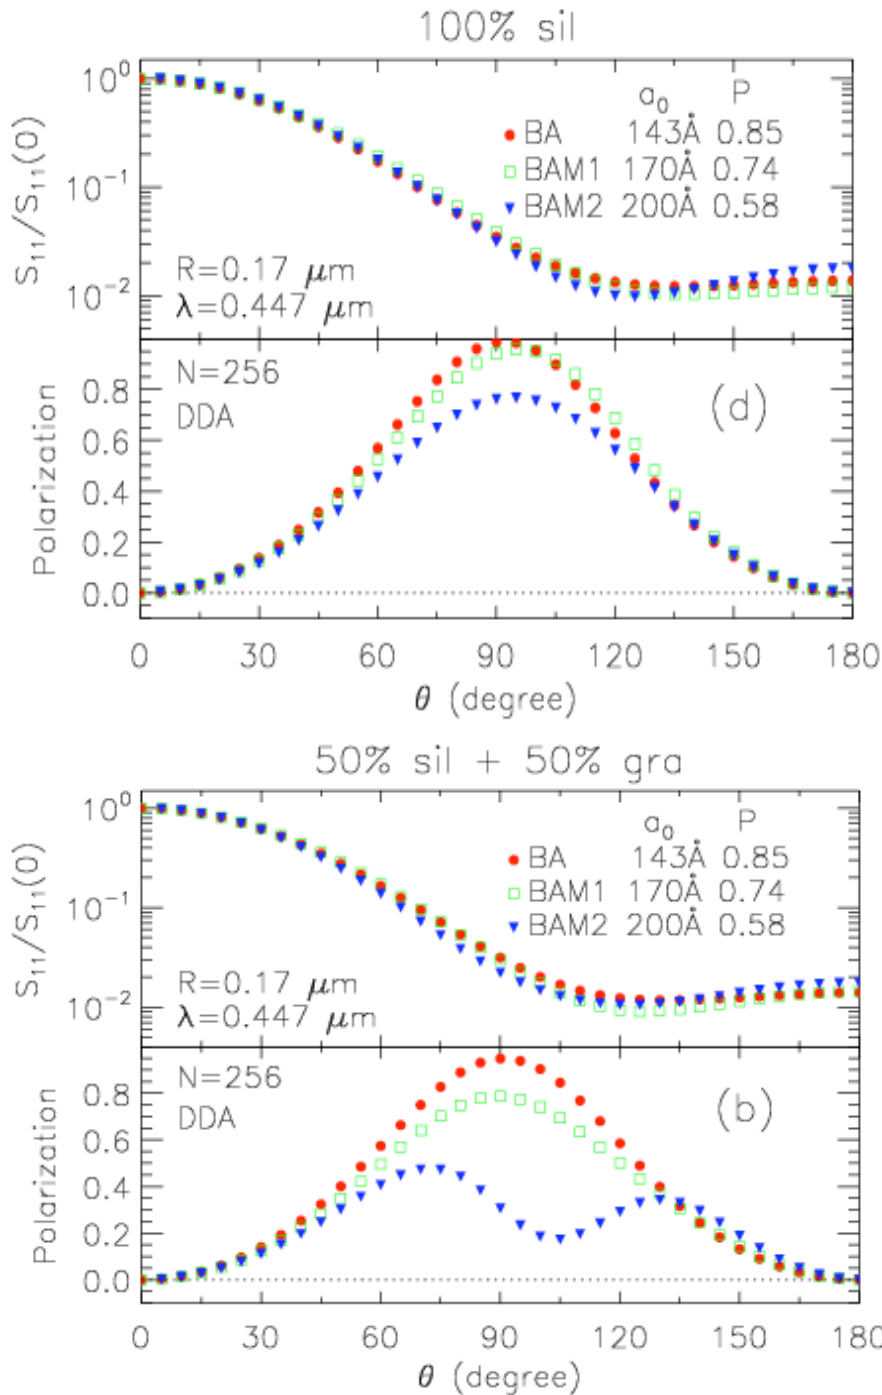 100% sil
S₁₁/S₁₁(0)
10⁰
10⁻¹
10⁻²
a₀ P
BA 143Å 0.85
BAM1 170Å 0.74
BAM2 200Å 0.58
R=0.17 μm
λ=0.447 μm
Polarization
0.8
0.6
0.4
0.2
0.0
N=256
DDA
(d)
0 30 60 90 120 150 180
θ (degree)
50% sil + 50% gra
S₁₁/S₁₁(0)
10⁰
10⁻¹
10⁻²
a₀ P
BA 143Å 0.85
BAM1 170Å 0.74
BAM2 200Å 0.58
R=0.17 μm
λ=0.447 μm
Polarization
0.8
0.6
0.4
0.2
0.0
N=256
DDA
(b)
0 30 60 90 120 150 180
θ (degree)